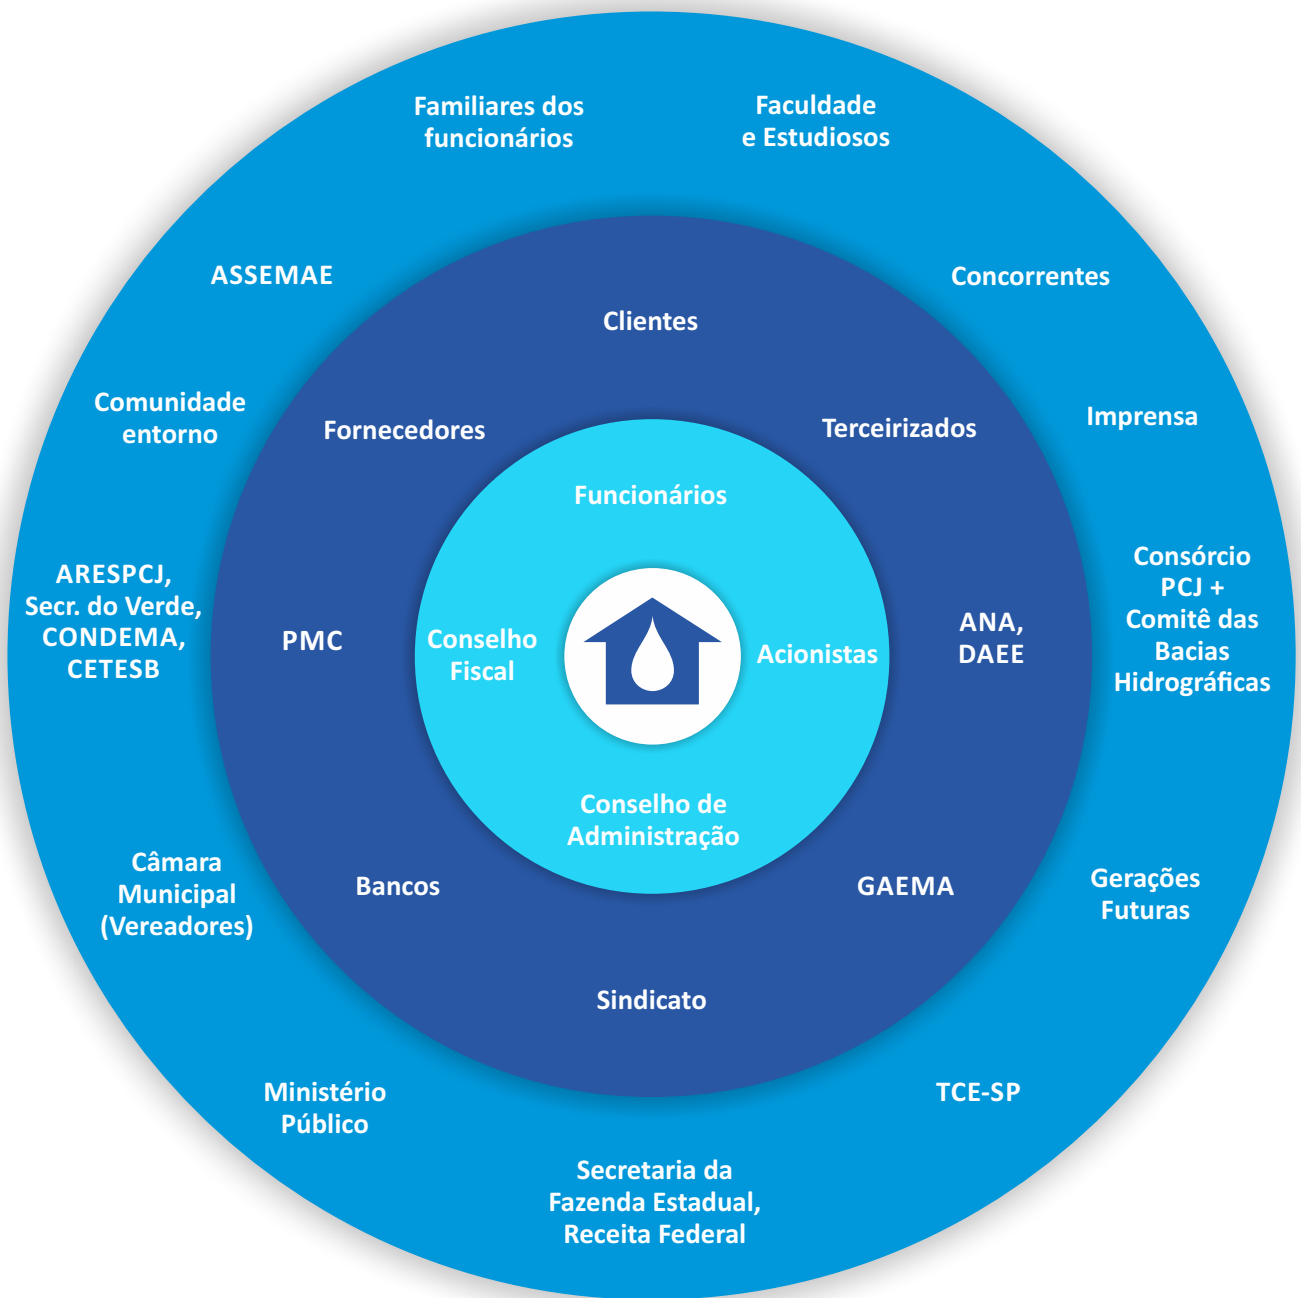 Familiares dos
funcionários
Faculdade
e Estudiosos
ASSEMAE
Concorrentes
Clientes
Comunidade
entorno
Fornecedores
Terceirizados
Imprensa
Funcionários
ARESPCJ,
Secr. do Verde,
CONDEMA,
CETESB
PMC
Conselho
Fiscal
Acionistas
ANA,
DAEE
Consórcio
PCJ +
Comitê das
Bacias
Hidrográficas
Conselho de
Administração
Câmara
Municipal
(Vereadores)
Bancos
GAEMA
Gerações
Futuras
Sindicato
Ministério
Público
TCE-SP
Secretaria da
Fazenda Estadual,
Receita Federal